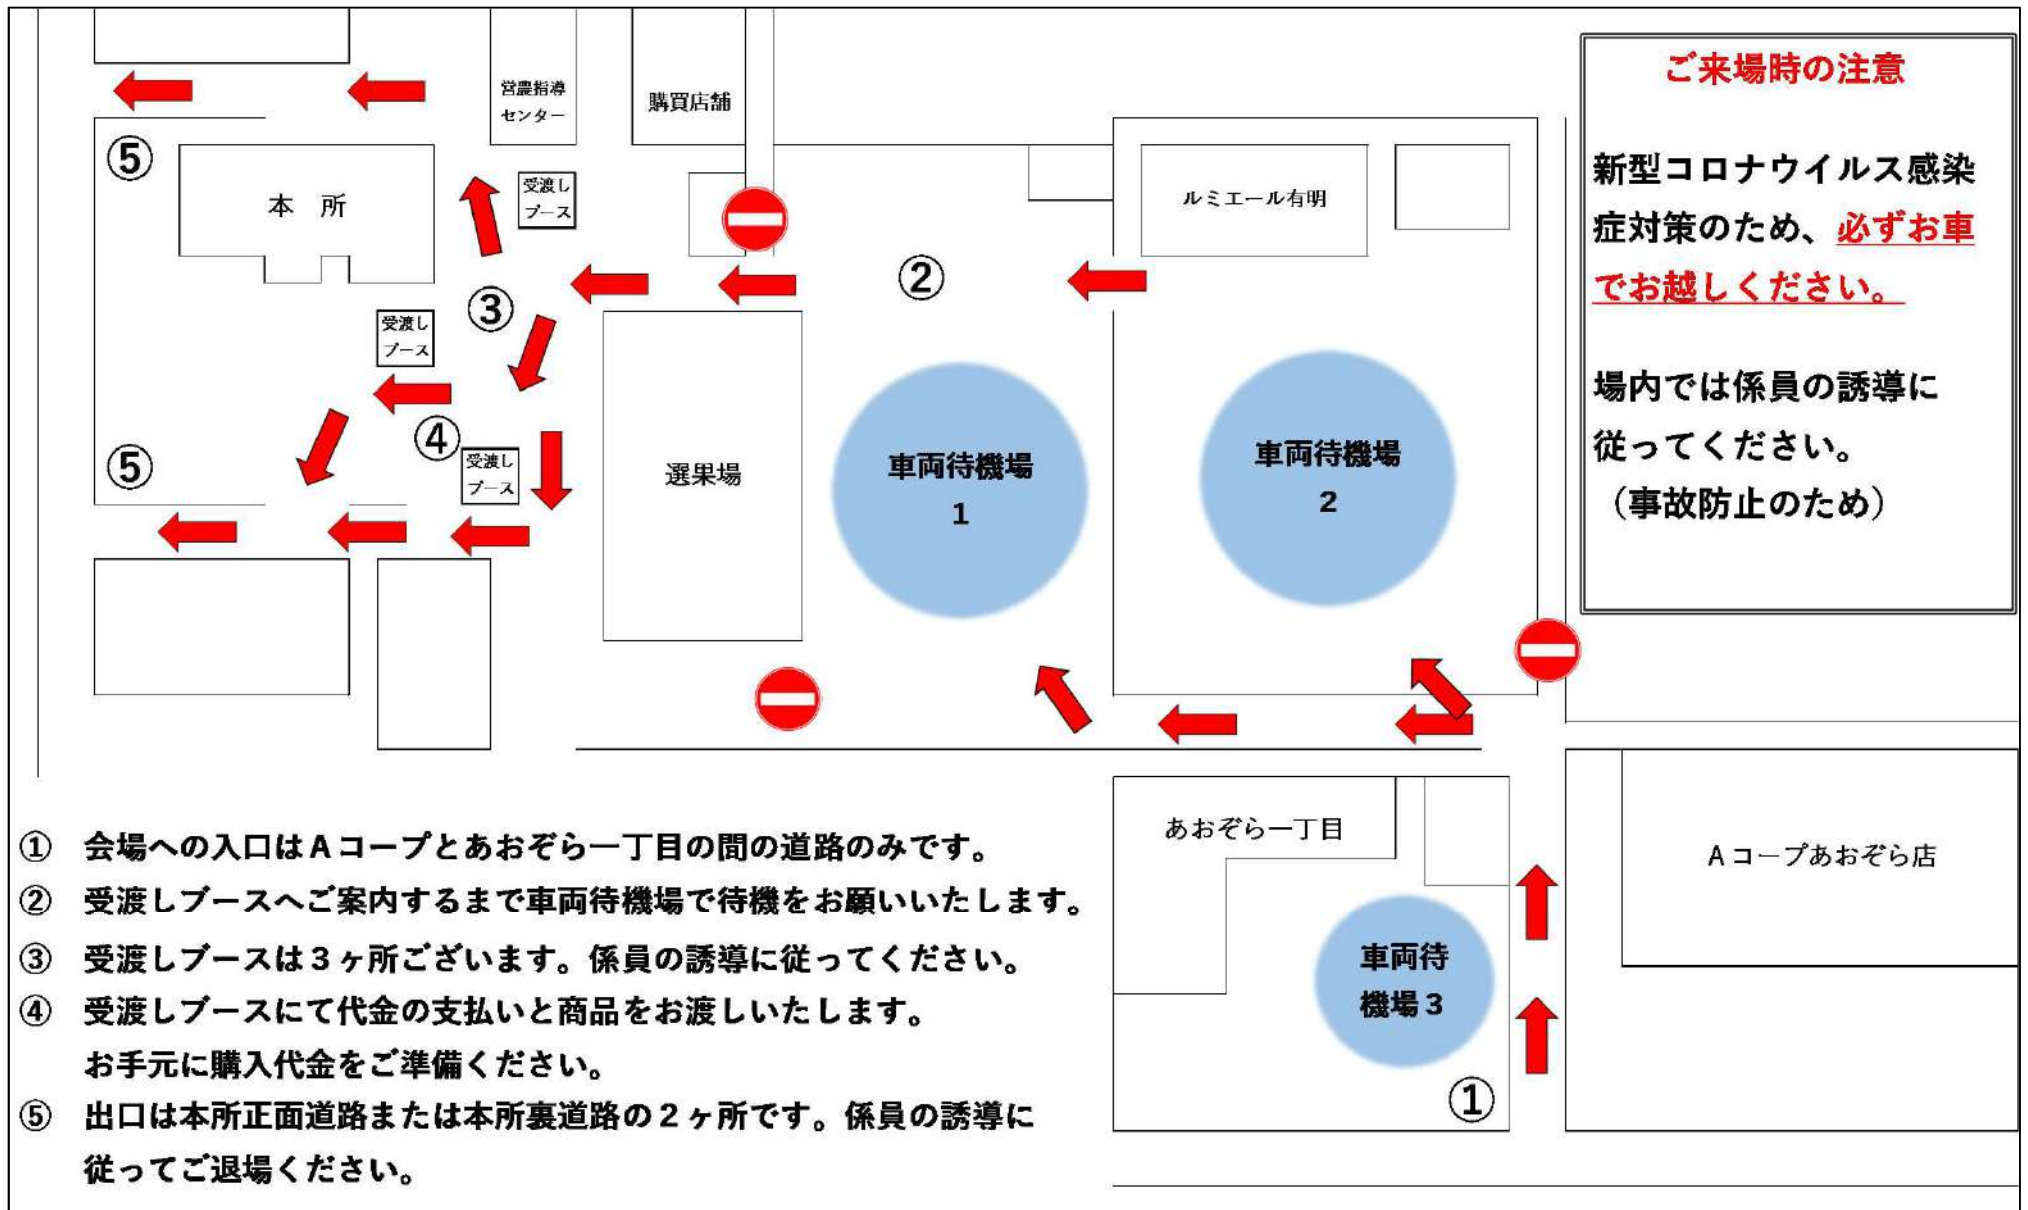 営農指導
センター
購買店舗
ご来場時の注意
新型コロナウイルス感染
症対策のため、必ずお車
でお越しください。
場内では係員の誘導に
従ってください。
（事故防止のため）
⑤
本　所
受渡し
ブース
ルミエール有明
②
③
受渡し
ブース
④
受渡し
ブース
⑤
選果場
車両待機場
1
車両待機場
2
あおぞら一丁目
Ａコープあおぞら店
車両待
機場３
①
① 会場への入口はＡコープとあおぞら一丁目の間の道路のみです。
② 受渡しブースへご案内するまで車両待機場で待機をお願いいたします。
③ 受渡しブースは３ヶ所ございます。係員の誘導に従ってください。
④ 受渡しブースにて代金の支払いと商品をお渡しいたします。
お手元に購入代金をご準備ください。
⑤ 出口は本所正面道路または本所裏道路の２ヶ所です。係員の誘導に
従ってご退場ください。